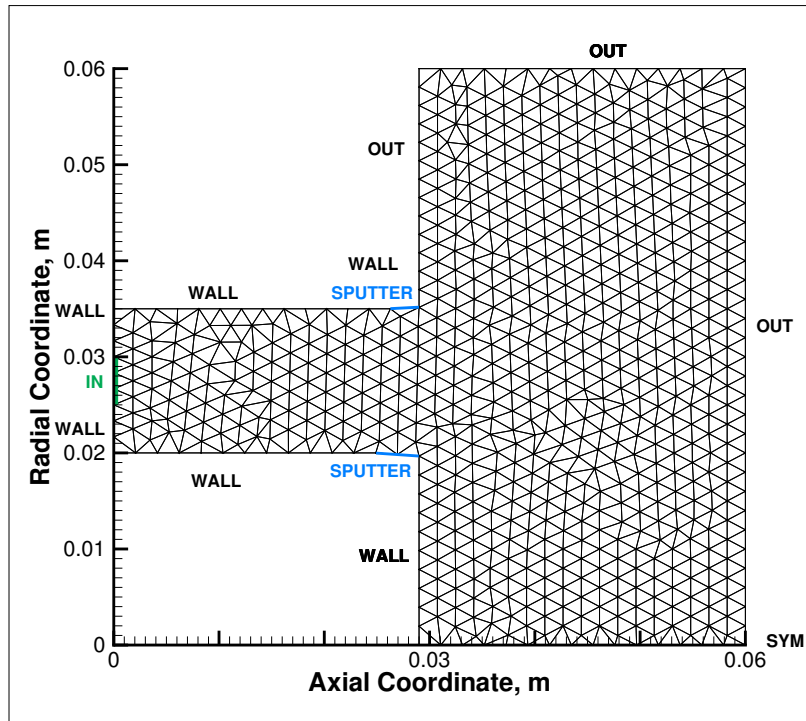 OUT
0.06
0.05
OUT
0.04
WALL
WALL
SPUTTER
WALL
0.03
OUT
IN
WALL
0.02
SPUTTER
WALL
0.01
WALL
0
SYM
0
0.03
0.06
Axial Coordinate, m
Radial Coordinate, m